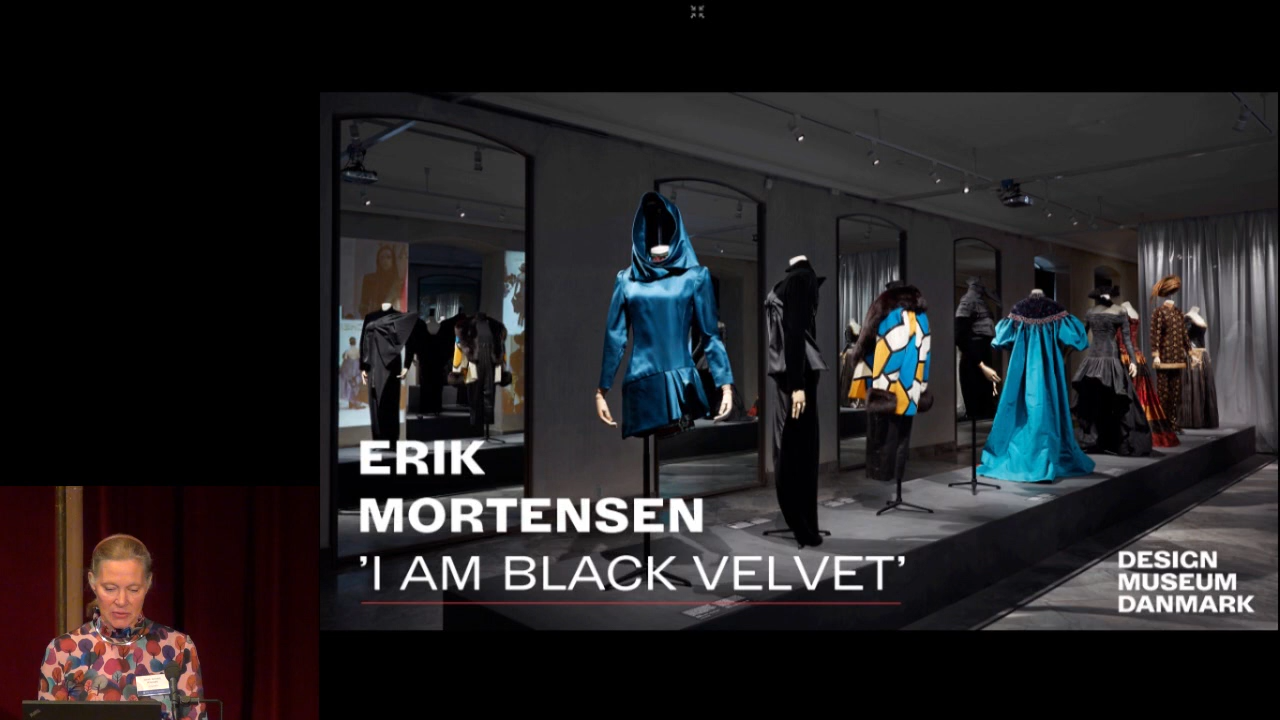 ERIK
MORTENSEN
'I AM BLACK VELVET'
DESIGN
MUSEUM
DANMARK